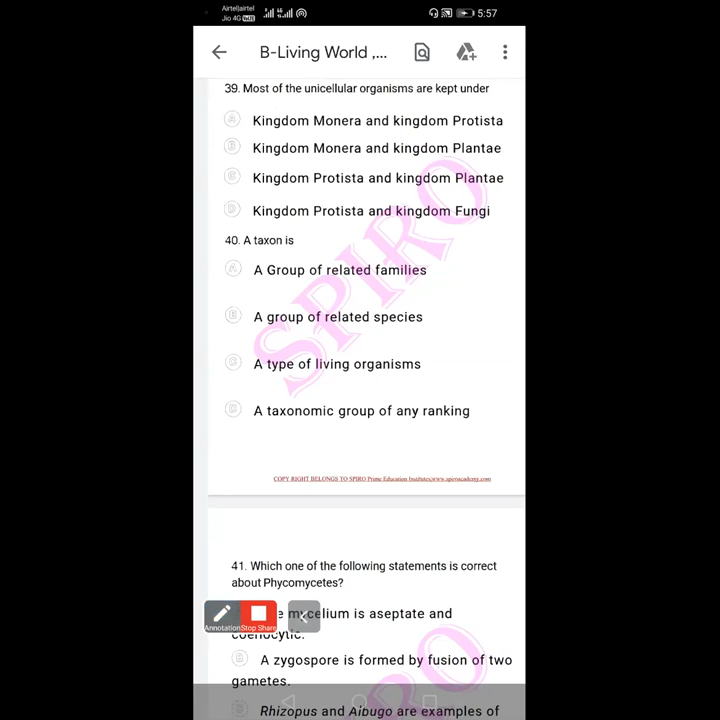 Airtel|airtel
Jio 4G VoLTE
5:57
B-Living World ,...
39. Most of the unicellular organisms are kept under
A Kingdom Monera and kingdom Protista
B Kingdom Monera and kingdom Plantae
C Kingdom Protista and kingdom Plantae
D Kingdom Protista and kingdom Fungi
40. A taxon is
A A Group of related families
B A group of related species
C A type of living organisms
D A taxonomic group of any ranking
SPIRO
COPY RIGHT BELONGS TO SPIRO Prime Education Institutes|www.spiroacademy.com
41. Which one of the following statements is correct
about Phycomycetes?
mycelium is aseptate and
coenocytic.
Annotation Stop Share
B A zygospore is formed by fusion of two
gametes.
Rhizopus and Albugo are examples of